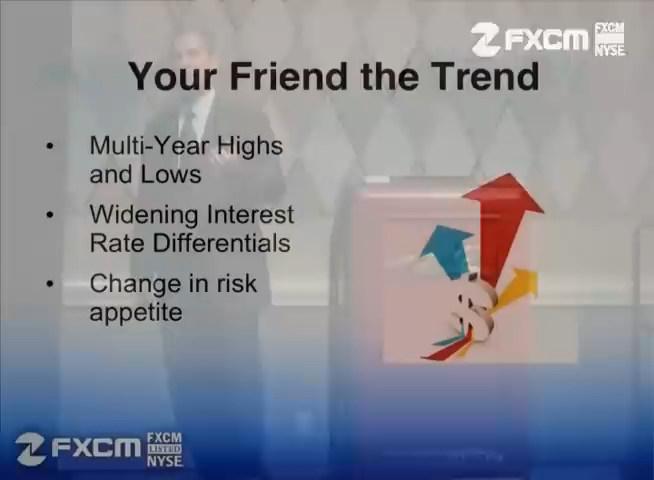 FXCM
FXCM
NYSE
Your Friend the Trend
• Multi-Year Highs
and Lows
• Widening Interest
Rate Differentials
• Change in risk
appetite
FXCM
FXCM
LISTED
NYSE